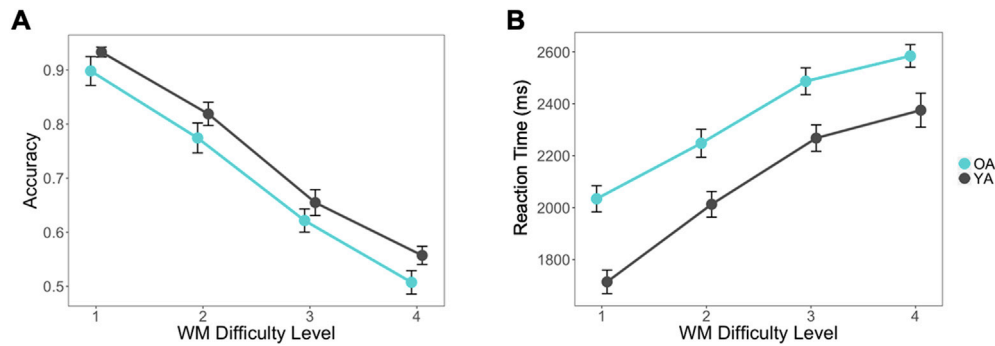 A
Accuracy
0.9
0.8
0.7
0.6
0.5
1 2 3 4
WM Difficulty Level
B
Reaction Time (ms)
2600
2400
2200
2000
1800
1 2 3 4
WM Difficulty Level
OA
YA